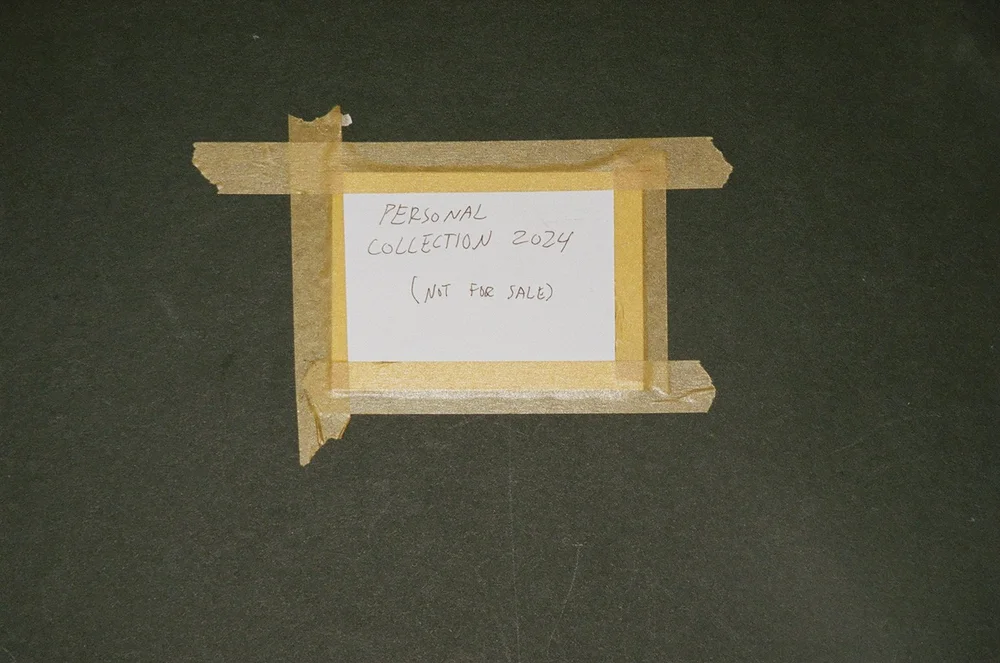 PERSONAL
COLLECTION 2024
(NOT FOR SALE)